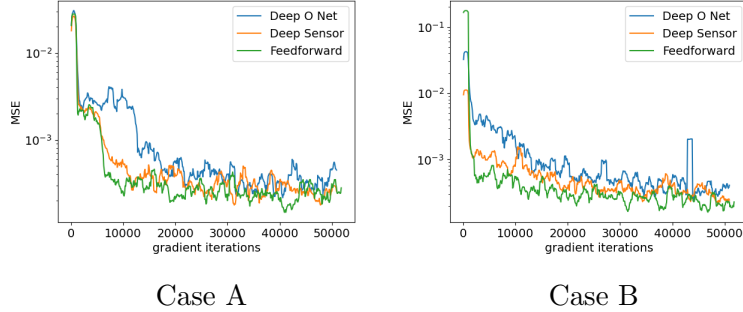 Deep O Net
Deep Sensor
Feedforward
10⁻²
10⁻³
MSE
0 10000 20000 30000 40000 50000
gradient iterations
Case A
Deep O Net
Deep Sensor
Feedforward
10⁻¹
10⁻²
10⁻³
MSE
0 10000 20000 30000 40000 50000
gradient iterations
Case B